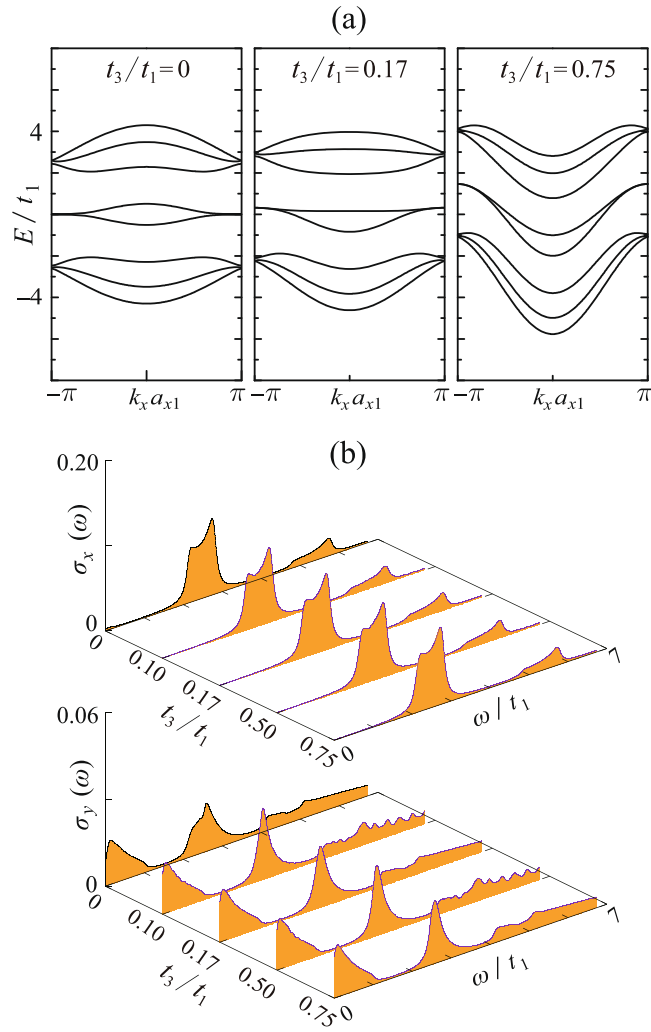 (a)
t₃/t₁=0
t₃/t₁=0.17
t₃/t₁=0.75
E/t₁
4
−4
−π
kₓaₓ₁
π
−π
kₓaₓ₁
π
−π
kₓaₓ₁
π
(b)
0.20
σₓ(ω)
0
0
0.10
0.17
0.50
0.75
t₃/t₁
0
ω/t₁
7
0.06
σ_y(ω)
0
0
0.10
0.17
0.50
0.75
t₃/t₁
0
ω/t₁
7